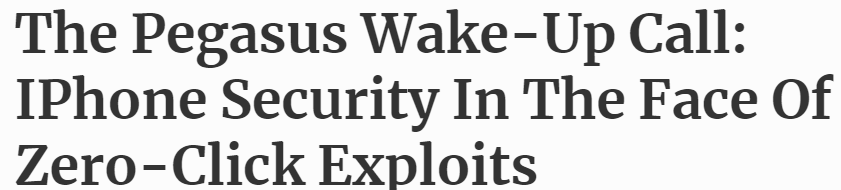 The Pegasus Wake-Up Call:
IPhone Security In The Face Of
Zero-Click Exploits